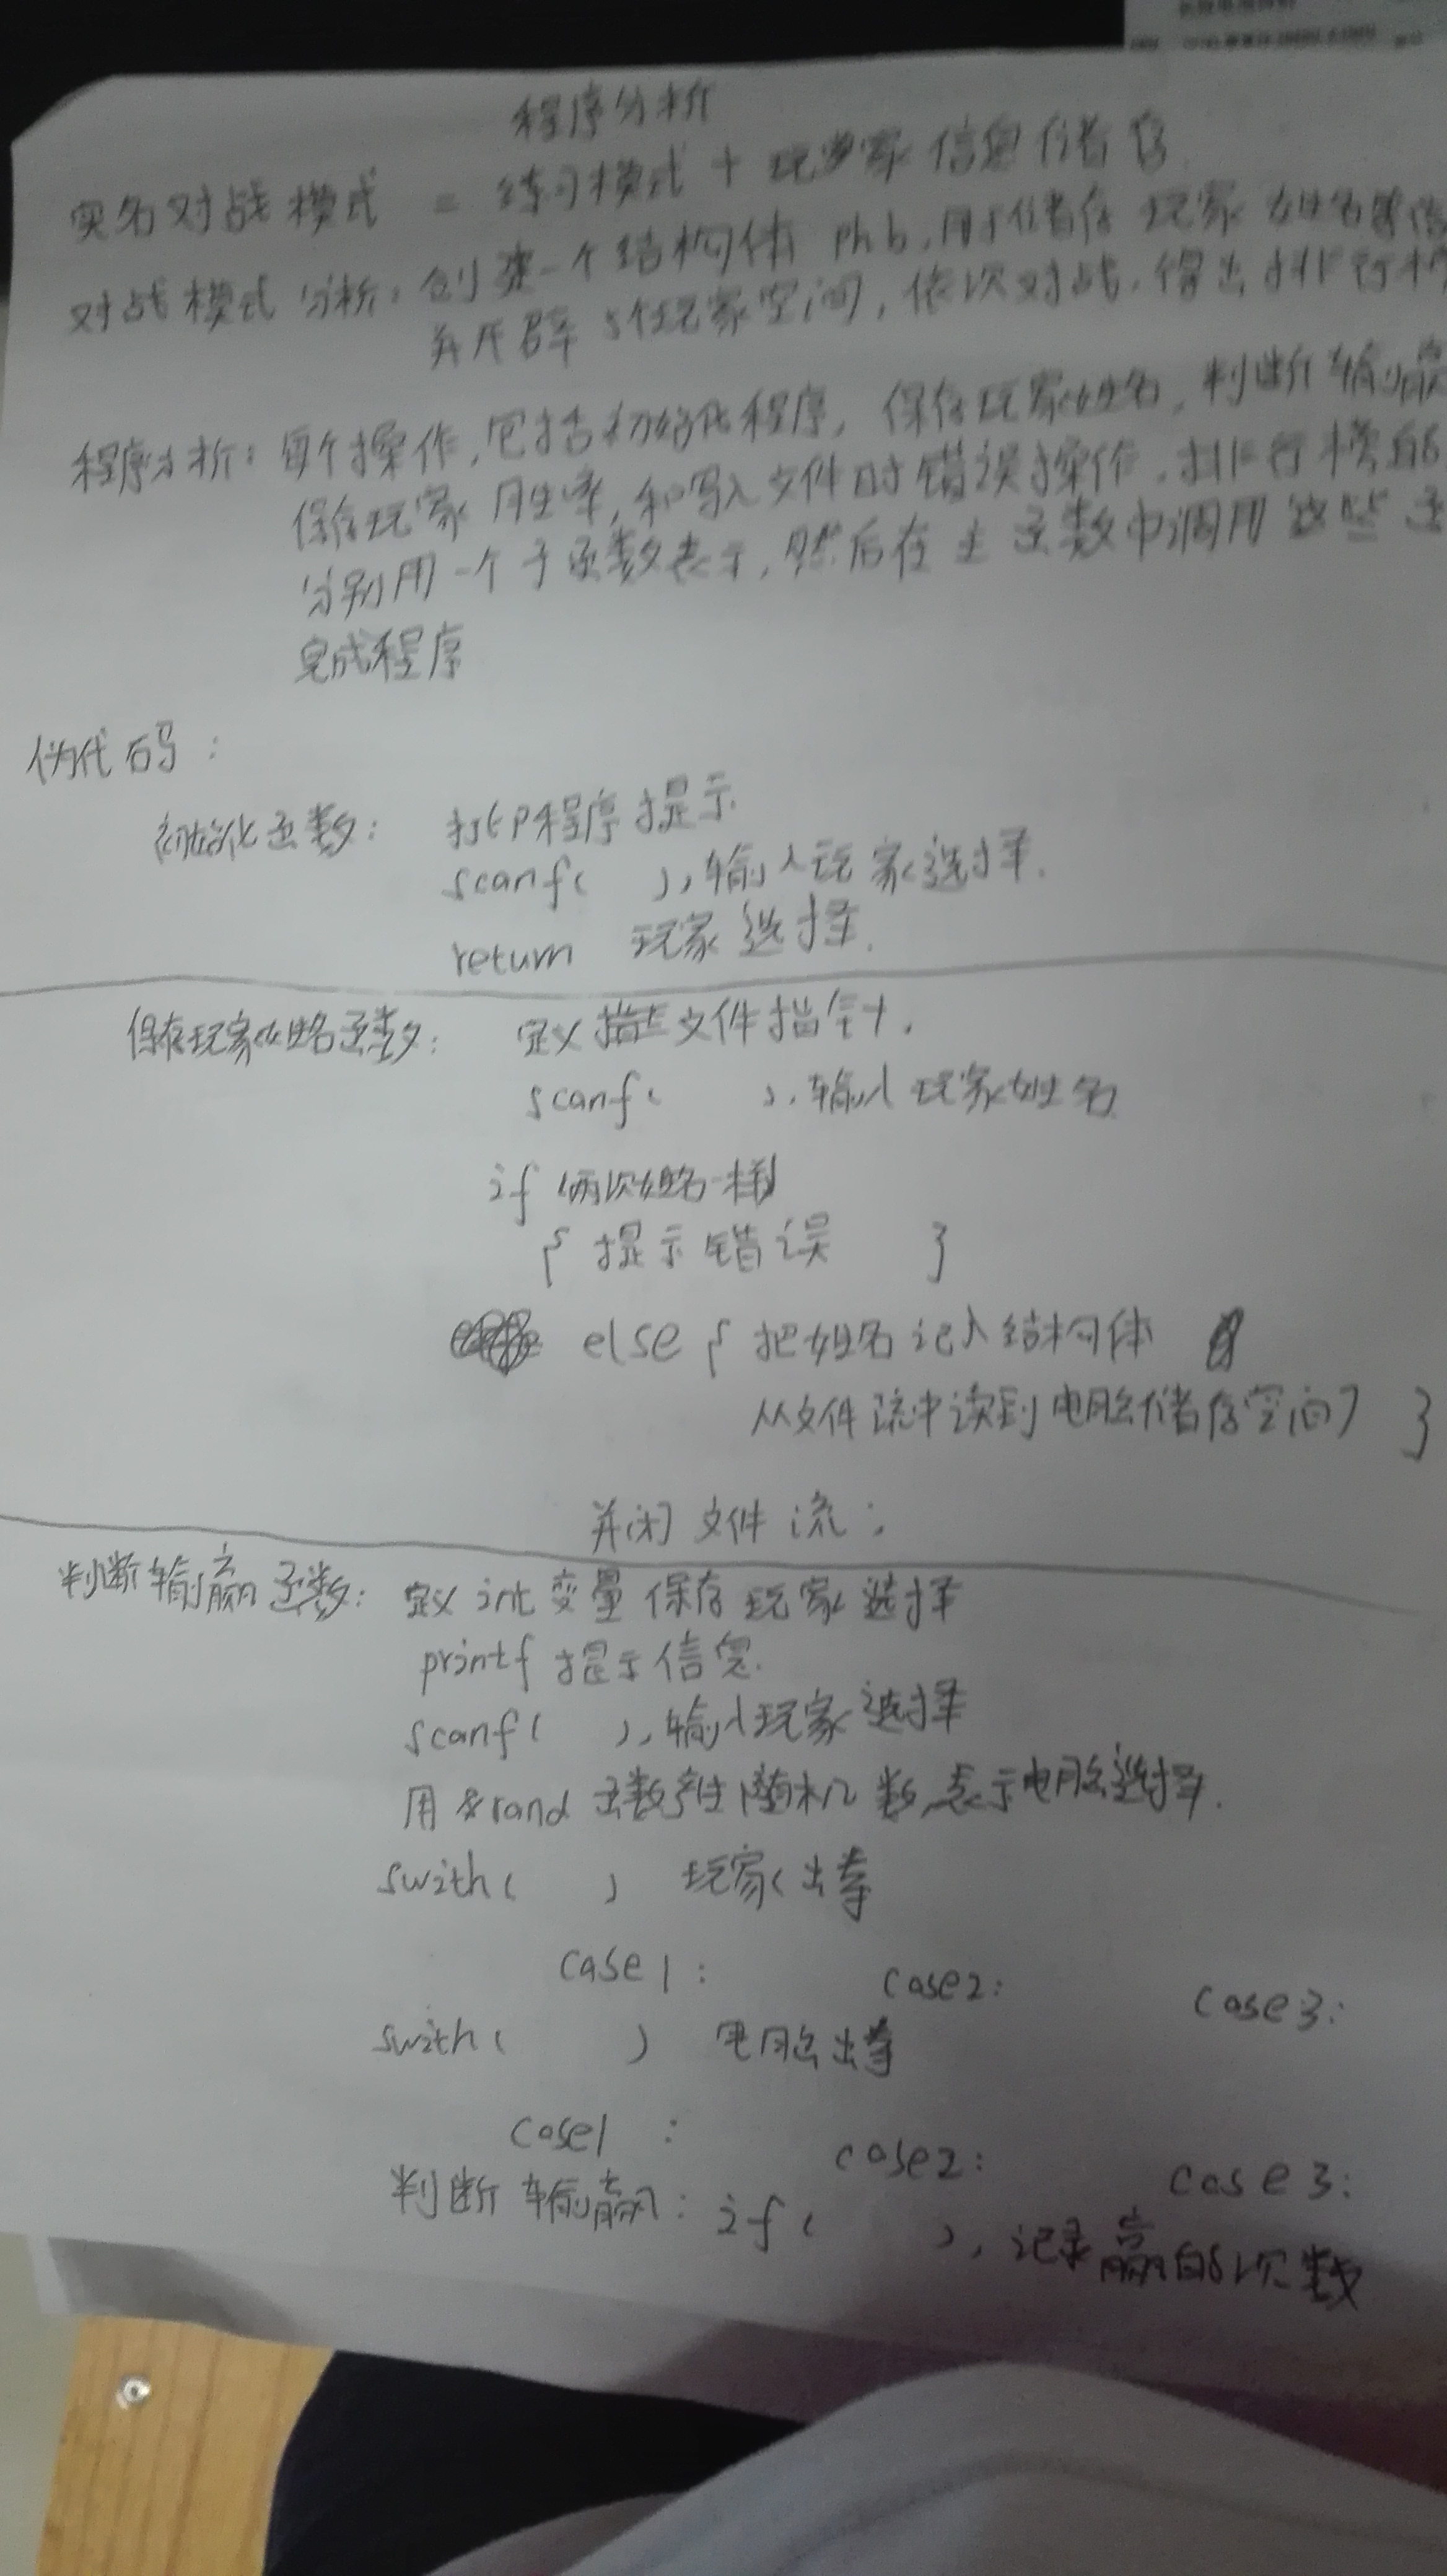 程序分析
实名对战模式 = 练习模式 + 玩家信息储存
对战模式分析: 创建一个结构体 phb, 用于储存玩家姓名等信
并开辟5个玩家空间, 依次对战, 得出排行榜
程序分析: 每个操作, 包括初始化程序, 保存玩家姓名, 判断输赢
保存玩家胜率, 和写入文件时错误操作, 排行榜的
分别用一个子函数表示, 然后在主函数中调用这些
完成程序
伪代码:
初始化函数: 打印程序提示
scanf( ), 输入玩家选择.
return 玩家选择.
保存玩家姓名函数: 定义 文件指针,
scanf( ), 输入玩家姓名
if (两次姓名一样)
{ 提示错误 }
else { 把姓名记入结构体
从文件流中读到电脑储存空间 }
关闭文件流;
判断输赢函数: 定义 int 变量保存玩家选择
printf 提示信息.
scanf( ), 输入玩家选择
用 rand 函数产生随机数, 表示电脑选择.
swith( ) 玩家出拳
case1: case2: case3:
swith( ) 电脑出拳
case1 : case2: case3:
判断输赢: if( ), 记录赢的次数